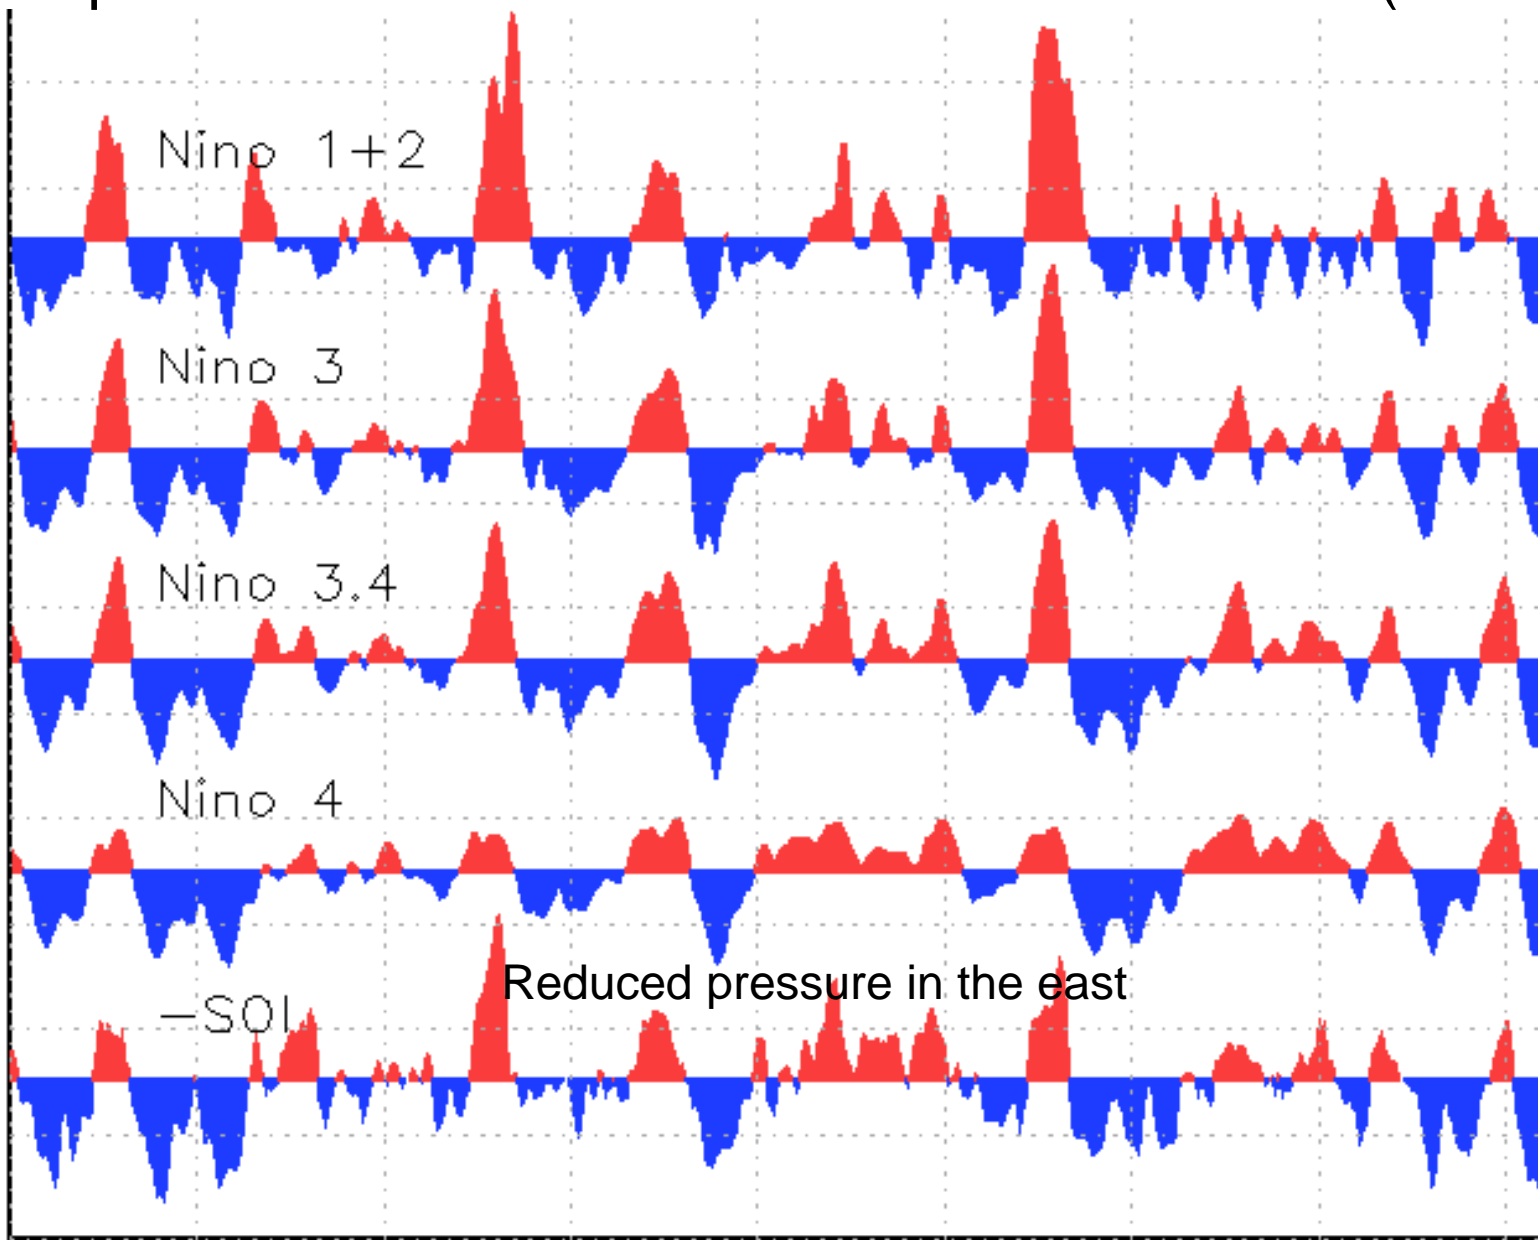 Nino 1+2
Nino 3
Nino 3.4
Nino 4
Reduced pressure in the east
−SOI